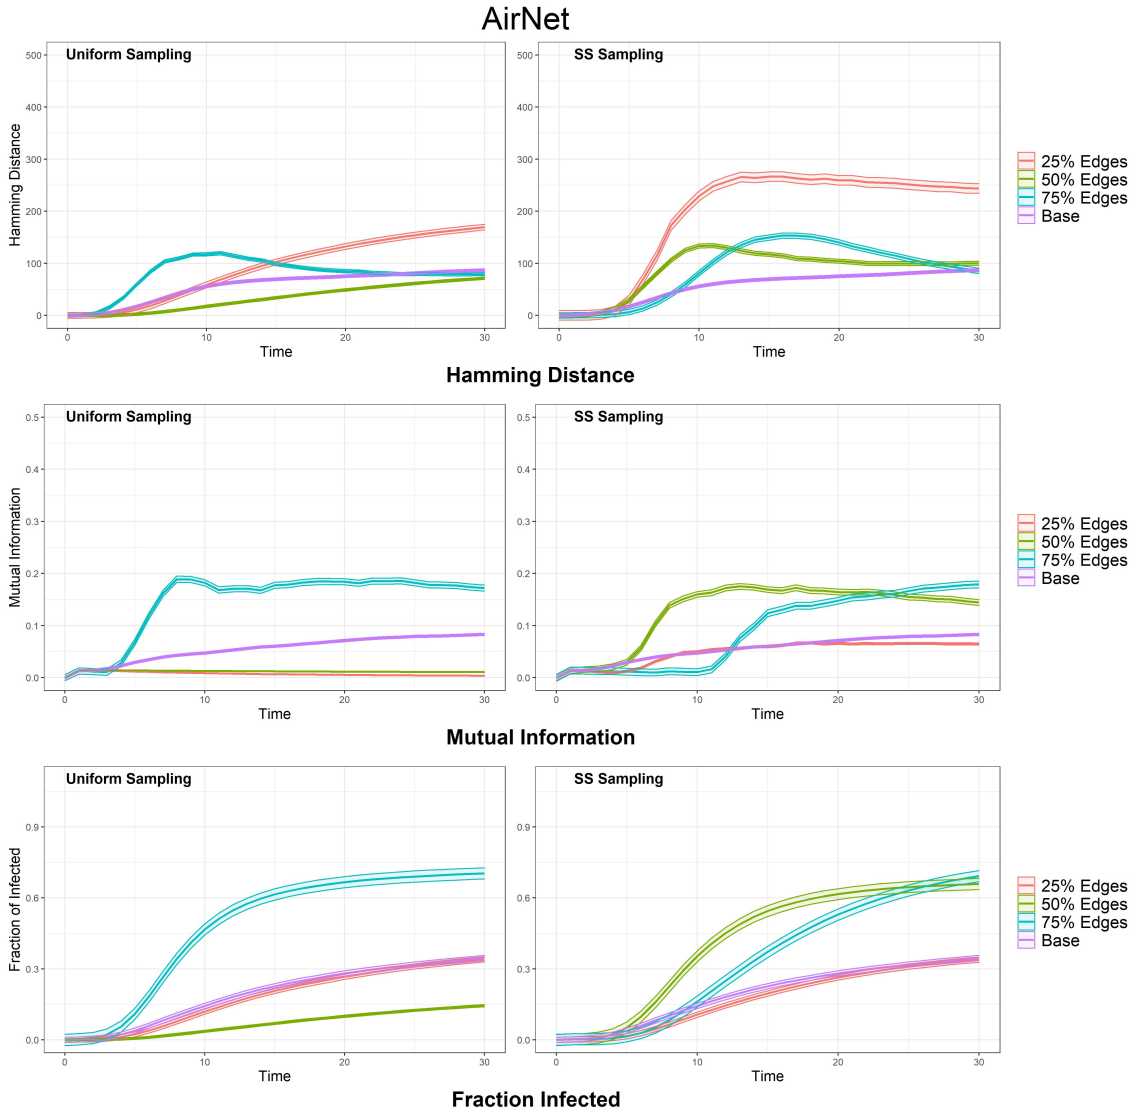 AirNet
Uniform Sampling
SS Sampling
Hamming Distance
500
400
300
200
100
0
0
10
20
30
Time
0
10
20
30
Time
500
400
300
200
100
0
25% Edges
50% Edges
75% Edges
Base
Hamming Distance
Uniform Sampling
SS Sampling
Mutual Information
0.5
0.4
0.3
0.2
0.1
0.0
0
10
20
30
Time
0.5
0.4
0.3
0.2
0.1
0.0
0
10
20
30
Time
25% Edges
50% Edges
75% Edges
Base
Mutual Information
Uniform Sampling
SS Sampling
Fraction of Infected
0.9
0.6
0.3
0.0
0
10
20
30
Time
0.9
0.6
0.3
0.0
0
10
20
30
Time
25% Edges
50% Edges
75% Edges
Base
Fraction Infected